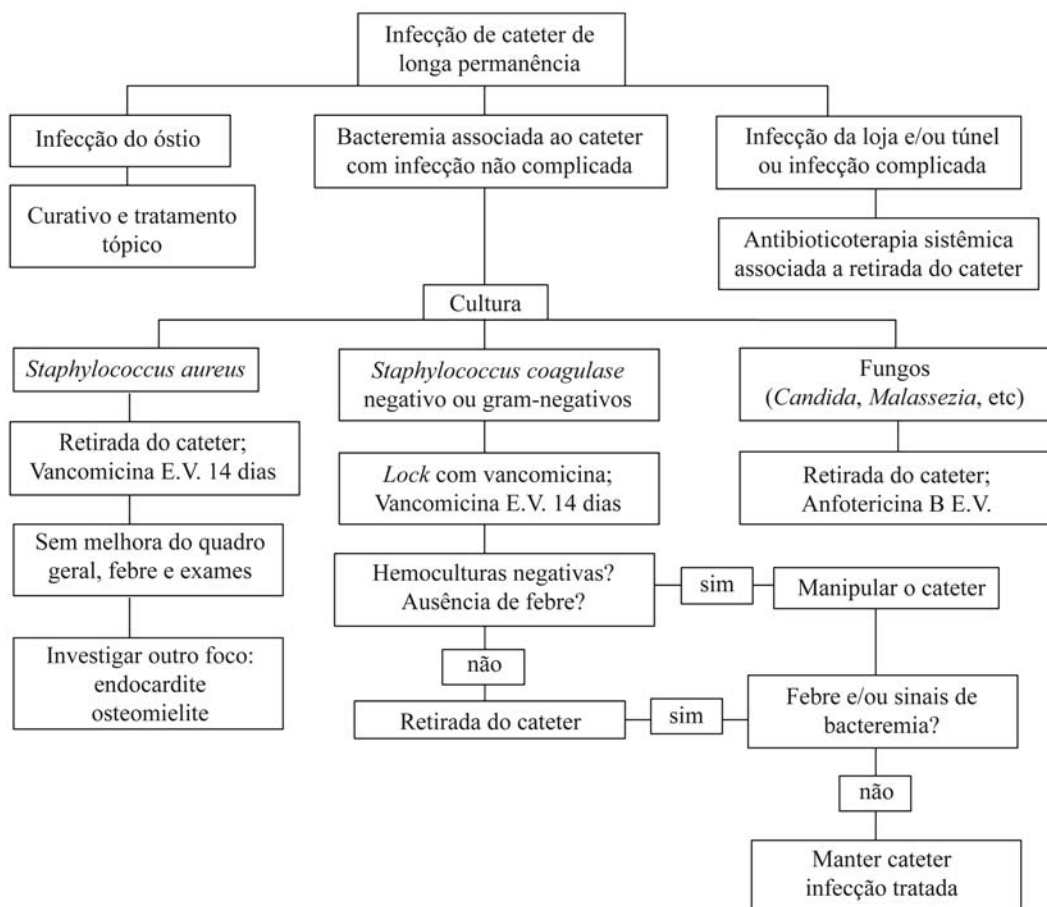 Infecção de cateter de
longa permanência
Infecção do óstio
Bacteremia associada ao cateter
com infecção não complicada
Infecção da loja e/ou túnel
ou infecção complicada
Curativo e tratamento
tópico
Antibioticoterapia sistêmica
associada a retirada do cateter
Cultura
Staphylococcus aureus
Staphylococcus coagulase
negativo ou gram-negativos
Fungos
(Candida, Malassezia, etc)
Retirada do cateter;
Vancomicina E.V. 14 dias
Lock com vancomicina;
Vancomicina E.V. 14 dias
Retirada do cateter;
Anfotericina B E.V.
Sem melhora do quadro
geral, febre e exames
Hemoculturas negativas?
Ausência de febre?
sim
Manipular o cateter
Investigar outro foco:
endocardite
osteomielite
não
Retirada do cateter
sim
Febre e/ou sinais de
bacteremia?
não
Manter cateter
infecção tratada